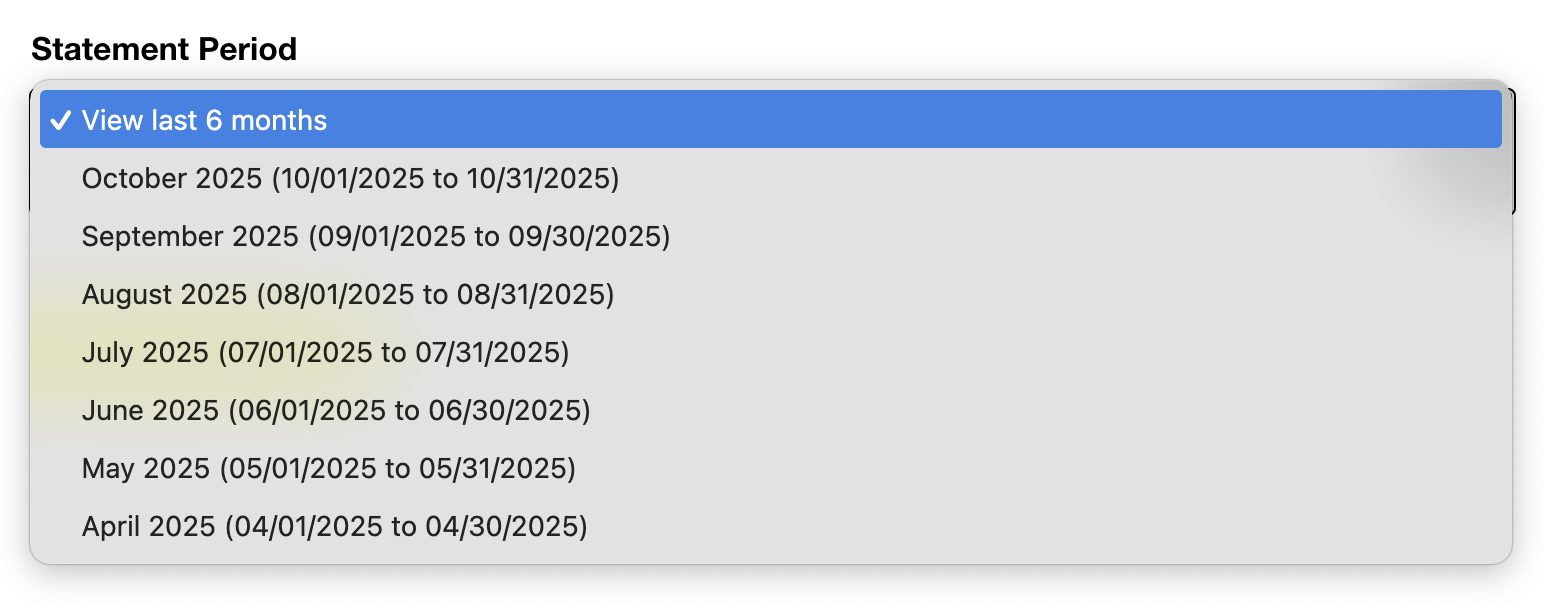 Statement Period
✓ View last 6 months
October 2025 (10/01/2025 to 10/31/2025)
September 2025 (09/01/2025 to 09/30/2025)
August 2025 (08/01/2025 to 08/31/2025)
July 2025 (07/01/2025 to 07/31/2025)
June 2025 (06/01/2025 to 06/30/2025)
May 2025 (05/01/2025 to 05/31/2025)
April 2025 (04/01/2025 to 04/30/2025)